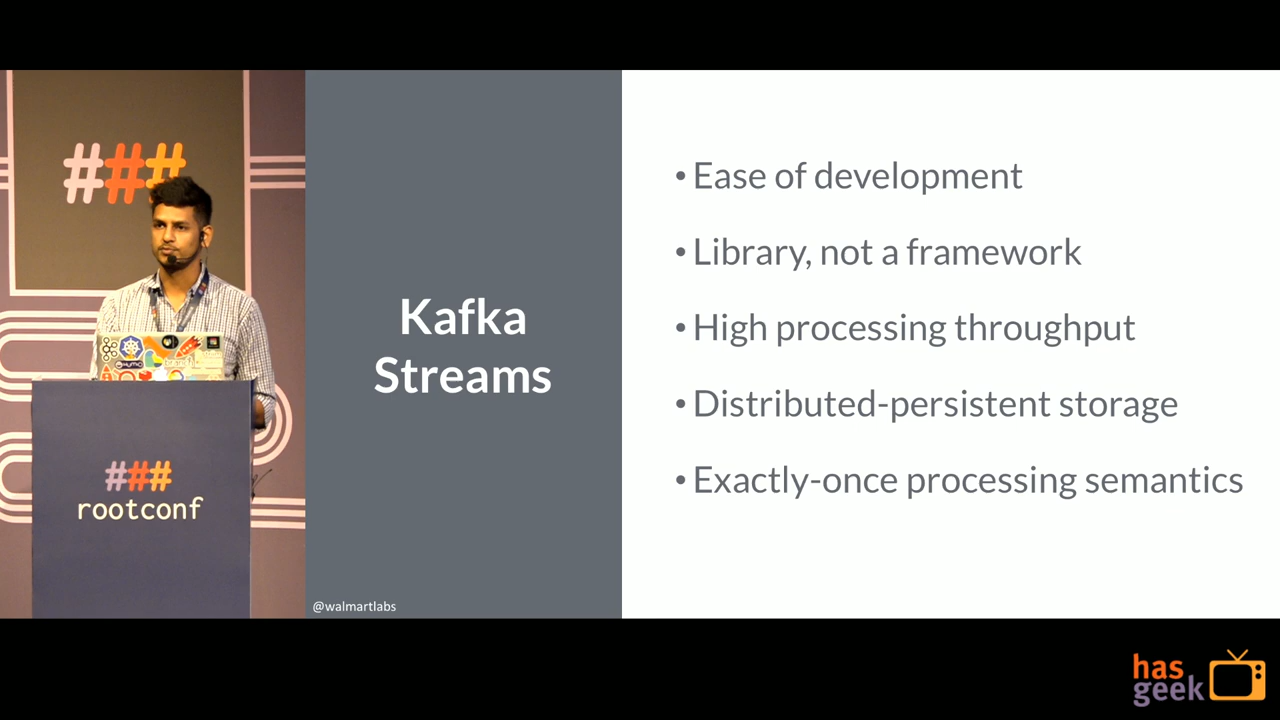 ###
###
rootconf
Kafka
Streams
@walmartlabs
• Ease of development
• Library, not a framework
• High processing throughput
• Distributed-persistent storage
• Exactly-once processing semantics
has
geek